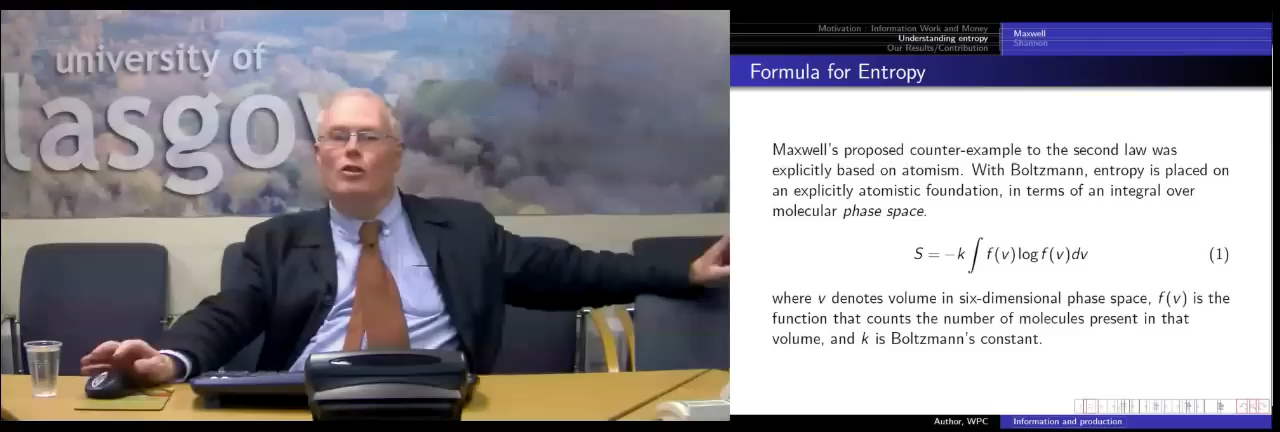 university of
lasgow
Motivation : Information Work and Money
Understanding entropy
Our Results/Contribution
Maxwell
Shannon
Formula for Entropy
Maxwell's proposed counter-example to the second law was
explicitly based on atomism. With Boltzmann, entropy is placed on
an explicitly atomistic foundation, in terms of an integral over
molecular phase space.
S = −k ∫ f(v) log f(v)dv (1)
where v denotes volume in six-dimensional phase space, f(v) is the
function that counts the number of molecules present in that
volume, and k is Boltzmann's constant.
Author, WPC
Information and production